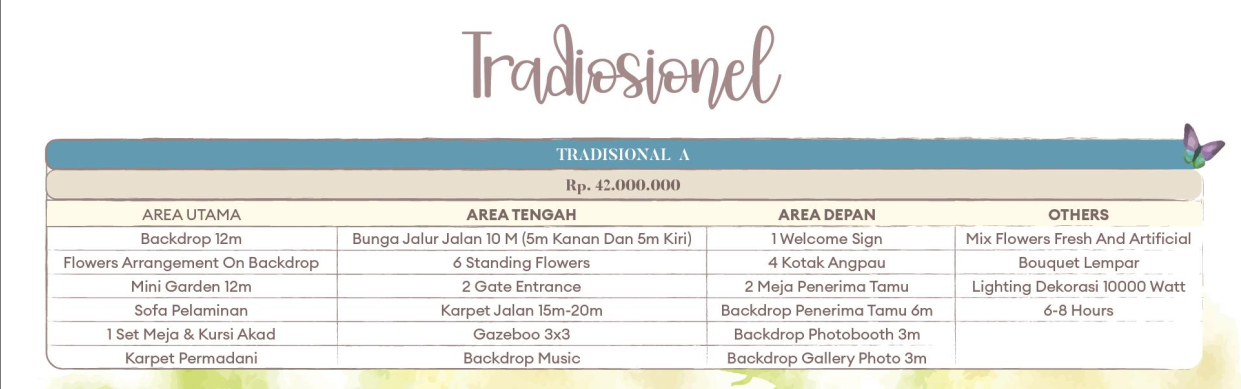 Tradiosionel
TRADISIONAL A
Rp. 42.000.000
AREA UTAMA AREA TENGAH AREA DEPAN OTHERS
Backdrop 12m Bunga Jalur Jalan 10 M (5m Kanan Dan 5m Kiri) 1 Welcome Sign Mix Flowers Fresh And Artificial
Flowers Arrangement On Backdrop 6 Standing Flowers 4 Kotak Angpau Bouquet Lempar
Mini Garden 12m 2 Gate Entrance 2 Meja Penerima Tamu Lighting Dekorasi 10000 Watt
Sofa Pelaminan Karpet Jalan 15m-20m Backdrop Penerima Tamu 6m 6-8 Hours
1 Set Meja & Kursi Akad Gazeboo 3x3 Backdrop Photobooth 3m
Karpet Permadani Backdrop Music Backdrop Gallery Photo 3m